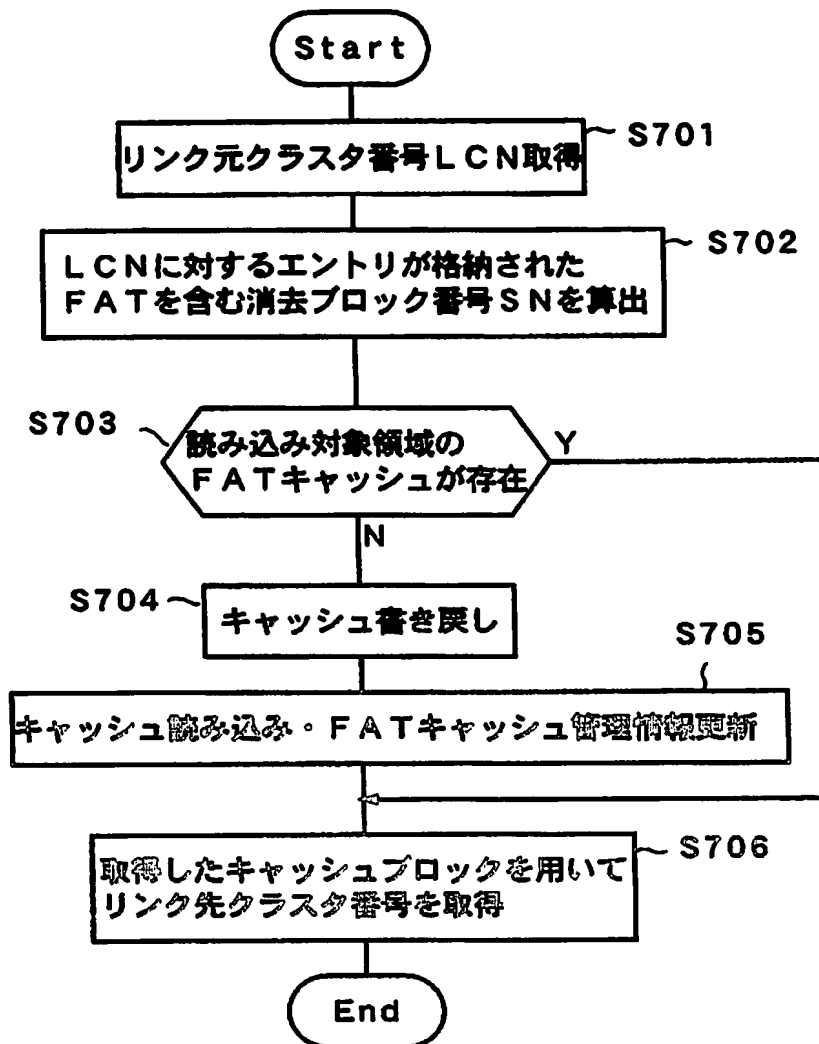 Start
リンク元クラスタ番号LCN取得
S701
LCNに対するエントリが格納された
FATを含む消去ブロック番号SNを算出
S702
S703
読み込み対象領域の
FATキャッシュが存在
Y
N
S704
キャッシュ書き戻し
S705
キャッシュ読み込み・FATキャッシュ管理情報更新
取得したキャッシュブロックを用いて
リンク先クラスタ番号を取得
S706
End